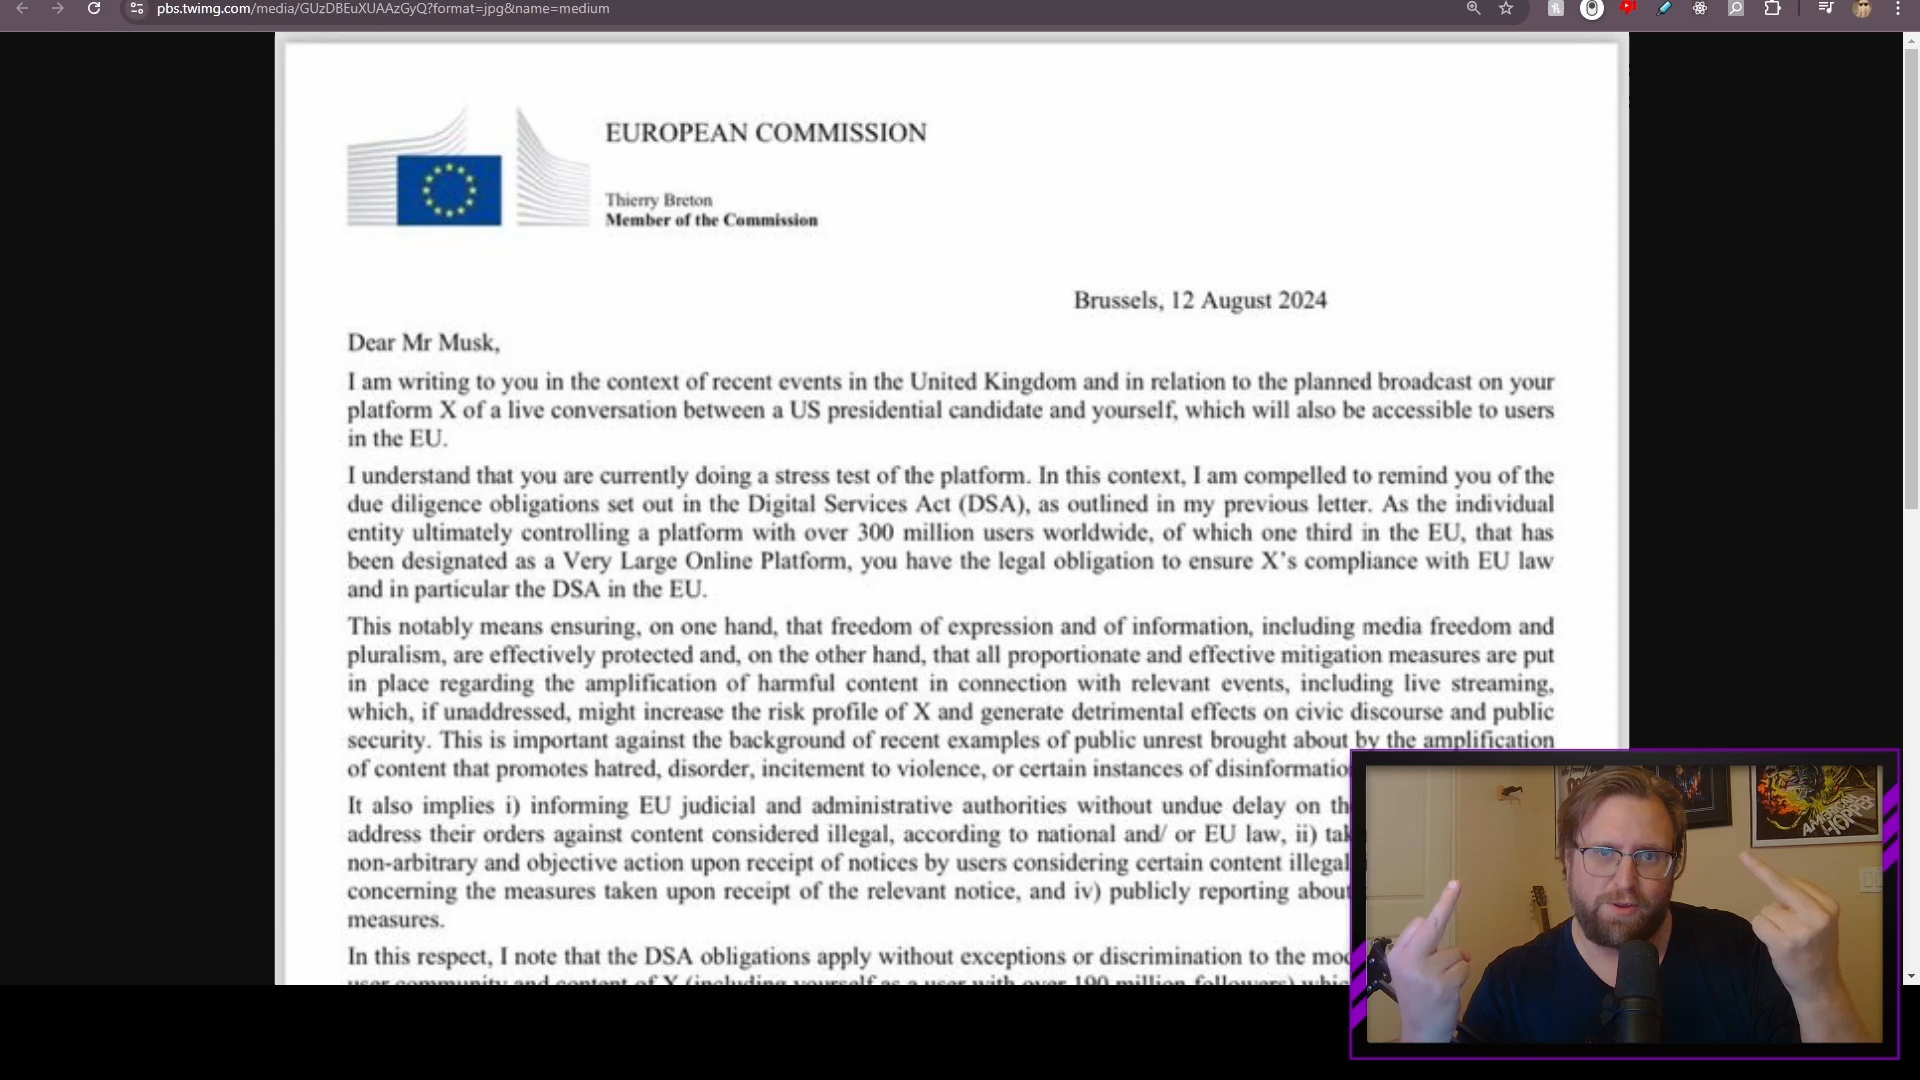 pbs.twimg.com/media/GUzDBEuXUAAzGyQ?format=jpg&name=medium
EUROPEAN COMMISSION
Thierry Breton
Member of the Commission
Brussels, 12 August 2024
Dear Mr Musk,
I am writing to you in the context of recent events in the United Kingdom and in relation to the planned broadcast on your
platform X of a live conversation between a US presidential candidate and yourself, which will also be accessible to users
in the EU.
I understand that you are currently doing a stress test of the platform. In this context, I am compelled to remind you of the
due diligence obligations set out in the Digital Services Act (DSA), as outlined in my previous letter. As the individual
entity ultimately controlling a platform with over 300 million users worldwide, of which one third in the EU, that has
been designated as a Very Large Online Platform, you have the legal obligation to ensure X's compliance with EU law
and in particular the DSA in the EU.
This notably means ensuring, on one hand, that freedom of expression and of information, including media freedom and
pluralism, are effectively protected and, on the other hand, that all proportionate and effective mitigation measures are put
in place regarding the amplification of harmful content in connection with relevant events, including live streaming,
which, if unaddressed, might increase the risk profile of X and generate detrimental effects on civic discourse and public
security. This is important against the background of recent examples of public unrest brought about by the amplification
of content that promotes hatred, disorder, incitement to violence, or certain instances of
It also implies i) informing EU judicial and administrative authorities without undue delay on
address their orders against content considered illegal, according to national and/ or EU law, ii)
non-arbitrary and objective action upon receipt of notices by users considering certain content illegal
concerning the measures taken upon receipt of the relevant notice, and iv) publicly reporting about
measures.
In this respect, I note that the DSA obligations apply without exceptions or discrimination to the
user community and content of X (including yourself as a user with over 190 million followers)
AMERICAN
HOPPER